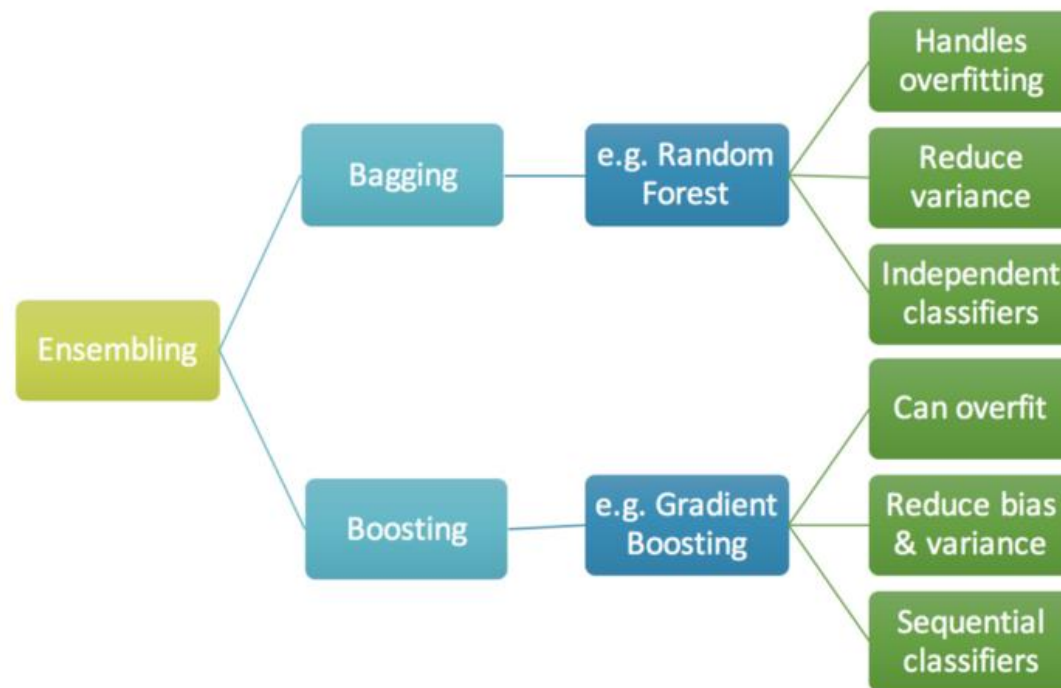 Ensembling
Bagging
e.g. Random
Forest
Handles
overfitting
Reduce
variance
Independent
classifiers
Boosting
e.g. Gradient
Boosting
Can overfit
Reduce bias
& variance
Sequential
classifiers